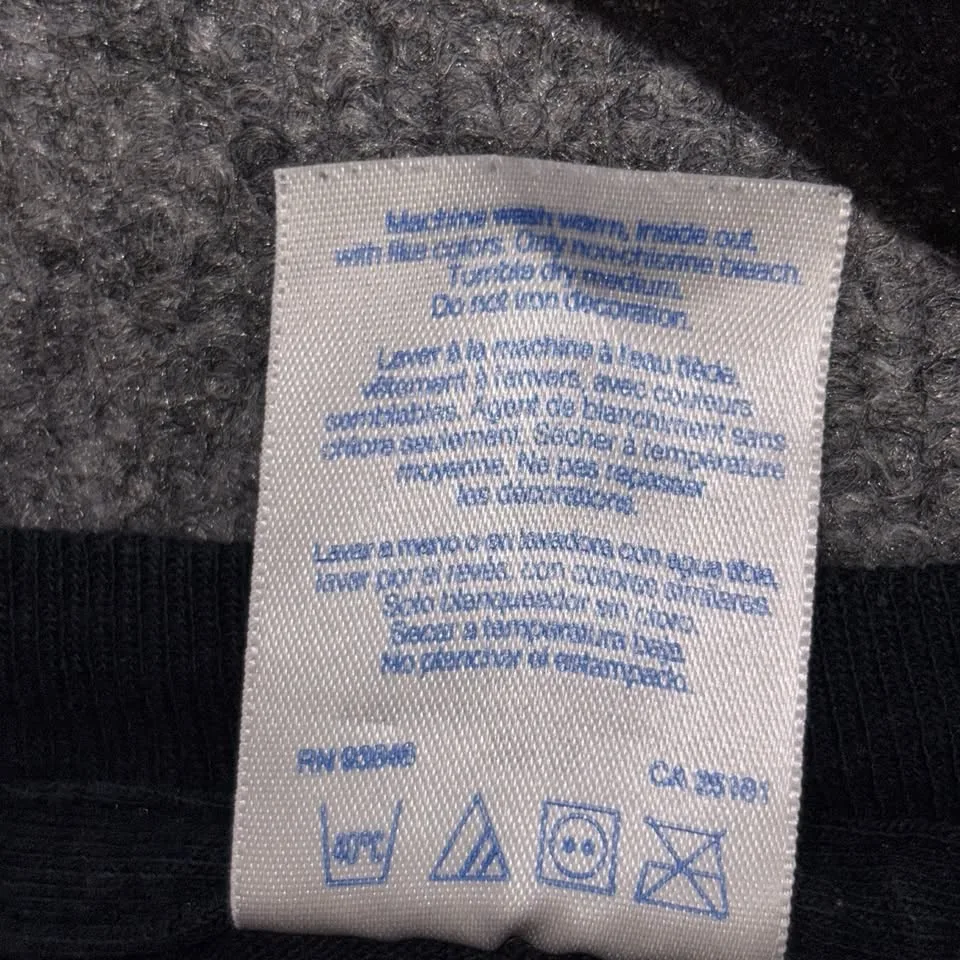 Machine wash warm, inside out,
with like colors. Only non-chlorine bleach.
Tumble dry medium.
Do not iron decoration.
Laver à la machine à l'eau tiède,
vêtement à l'envers, avec couleurs
semblables. Agent de blanchiment sans
chlore seulement. Sécher à température
moyenne. Ne pas repasser
les décorations.
Lavar a mano o en lavadora con agua tibia,
lavar por el revés, con colores similares.
Solo blanqueador sin cloro.
Secar a temperatura baja.
No planchar el estampado.
RN
CA
40°C